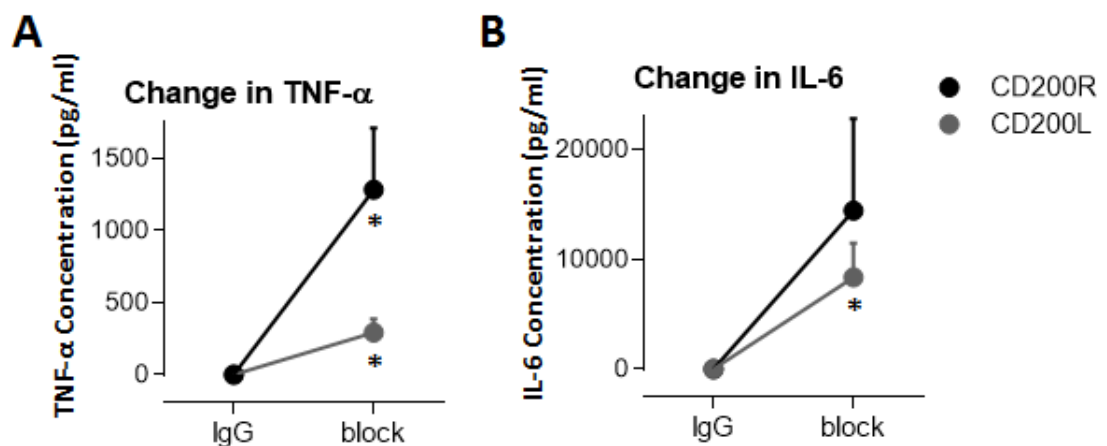 A
Change in TNF-α
TNF-α Concentration (pg/ml)
1500
1000
500
0
*
*
IgG
block
B
Change in IL-6
IL-6 Concentration (pg/ml)
20000
10000
0
*
IgG
block
CD200R
CD200L